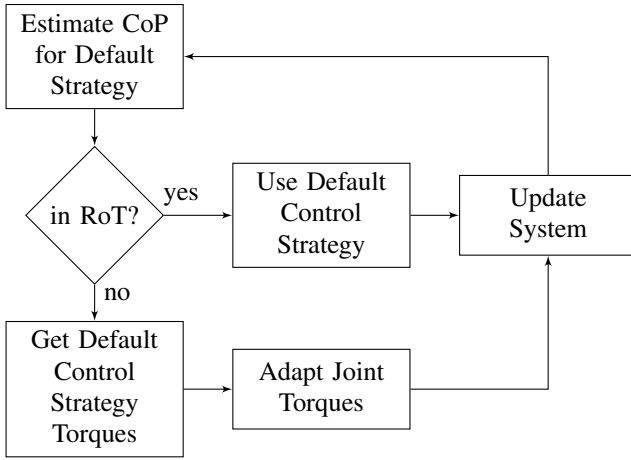 Estimate CoP
for Default
Strategy
in RoT?
yes
Use Default
Control
Strategy
Update
System
no
Get Default
Control
Strategy
Torques
Adapt Joint
Torques